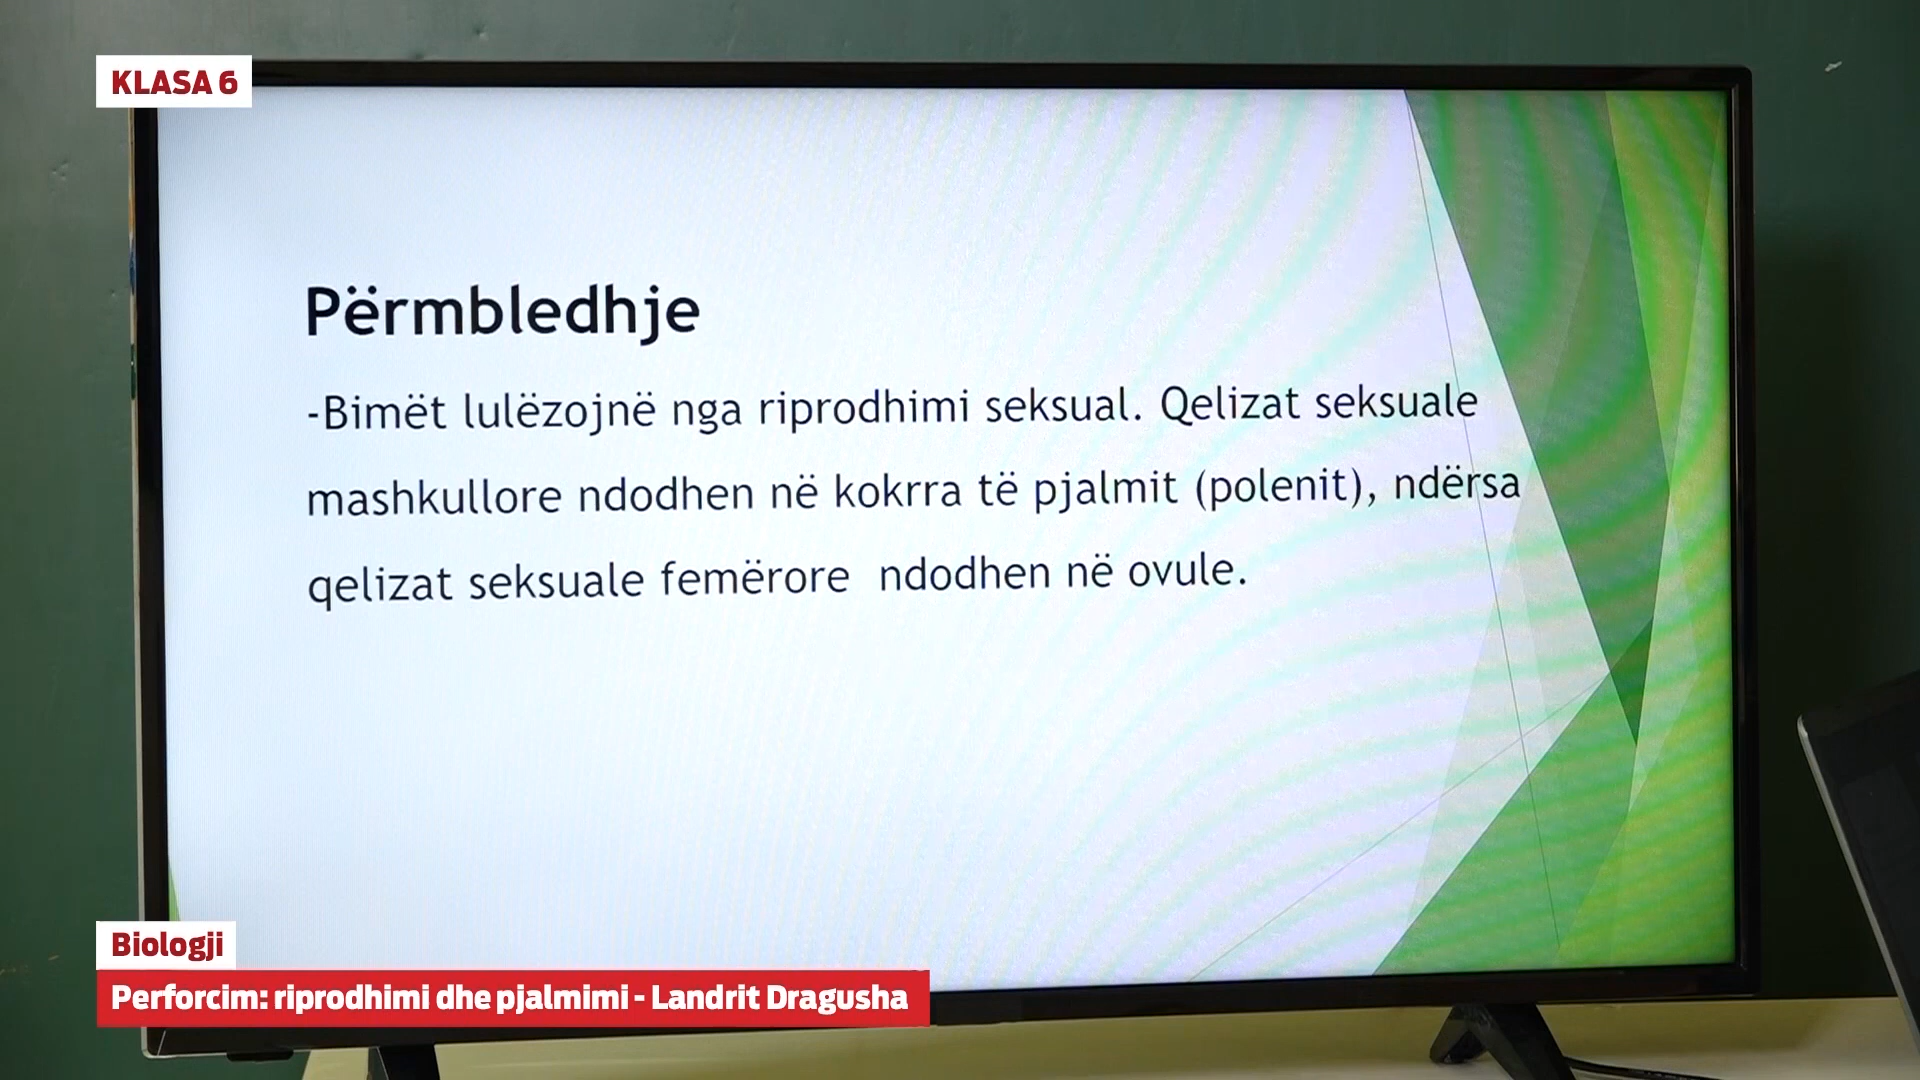 KLASA 6
Përmbledhje
-Bimët lulëzojnë nga riprodhimi seksual. Qelizat seksuale
mashkullore ndodhen në kokrra të pjalmit (polenit), ndërsa
qelizat seksuale femërore ndodhen në ovule.
Biologji
Perforcim: riprodhimi dhe pjalmimi - Landrit Dragusha